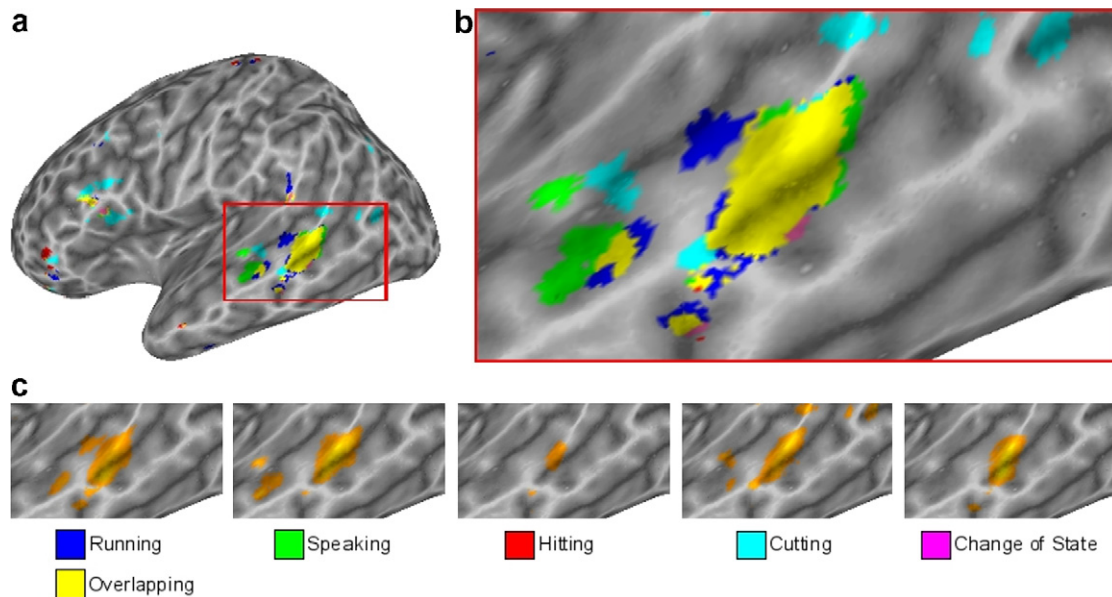 a
b
c
Running
Speaking
Hitting
Cutting
Change of State
Overlapping